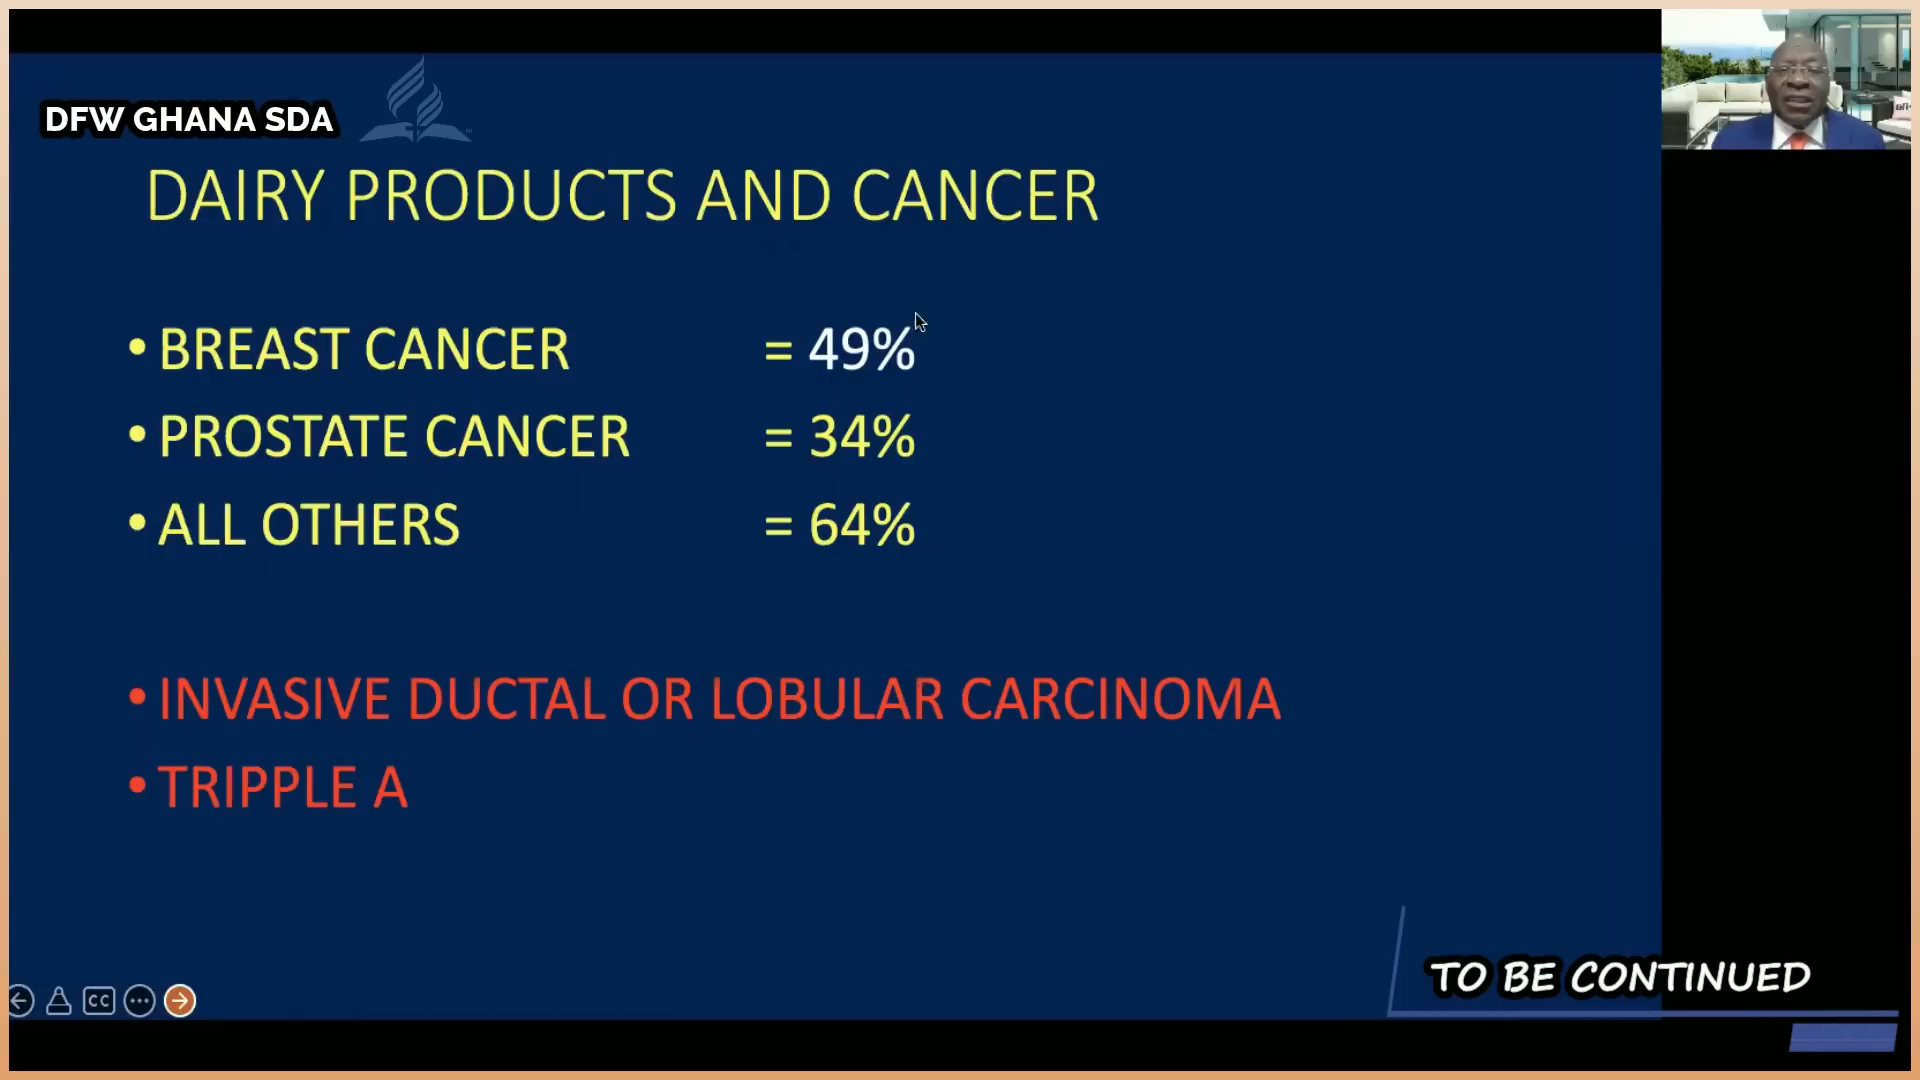 DFW GHANA SDA
DAIRY PRODUCTS AND CANCER
• BREAST CANCER = 49%
• PROSTATE CANCER = 34%
• ALL OTHERS = 64%
• INVASIVE DUCTAL OR LOBULAR CARCINOMA
• TRIPPLE A
CC
TO BE CONTINUED